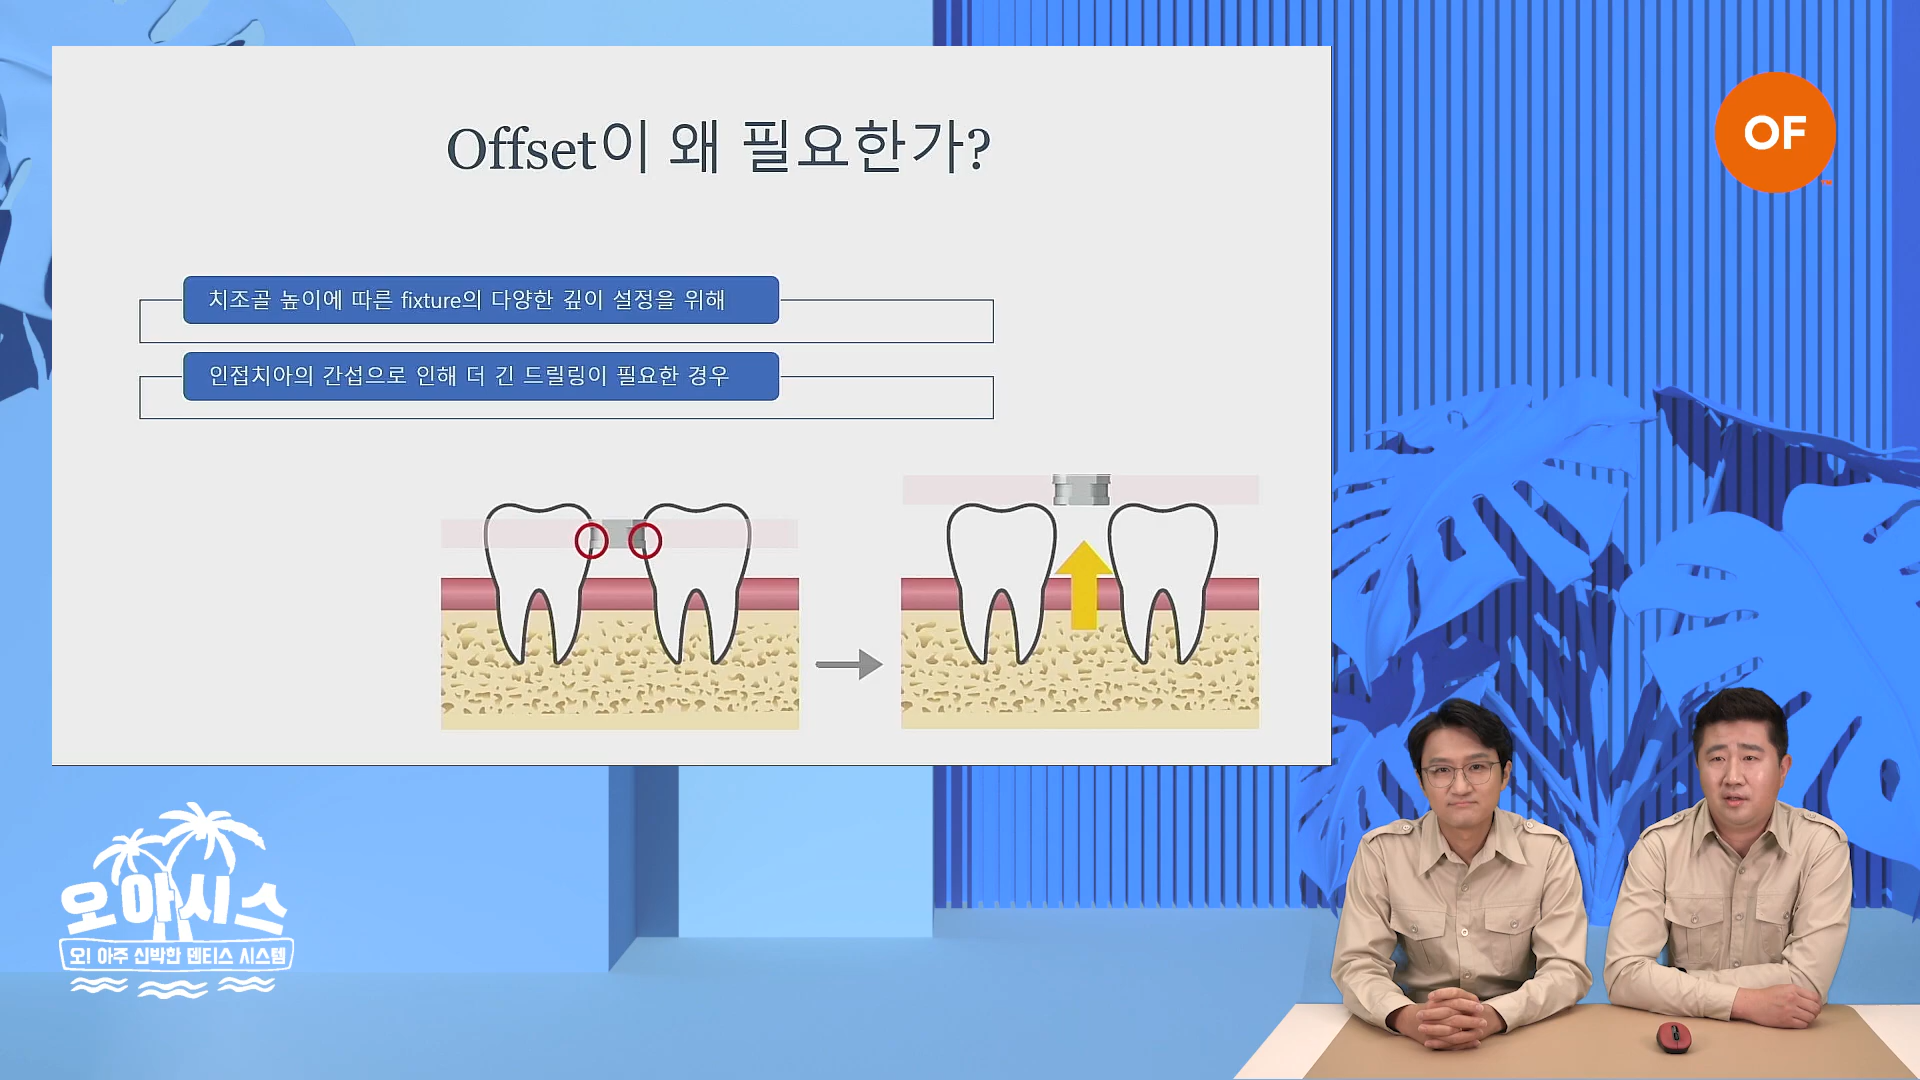 Offset이 왜 필요한가?
OF
치조골 높이에 따른 fixture의 다양한 깊이 설정을 위해
인접치아의 간섭으로 인해 더 긴 드릴링이 필요한 경우
오아시스
오! 아주 신박한 덴티스 시스템